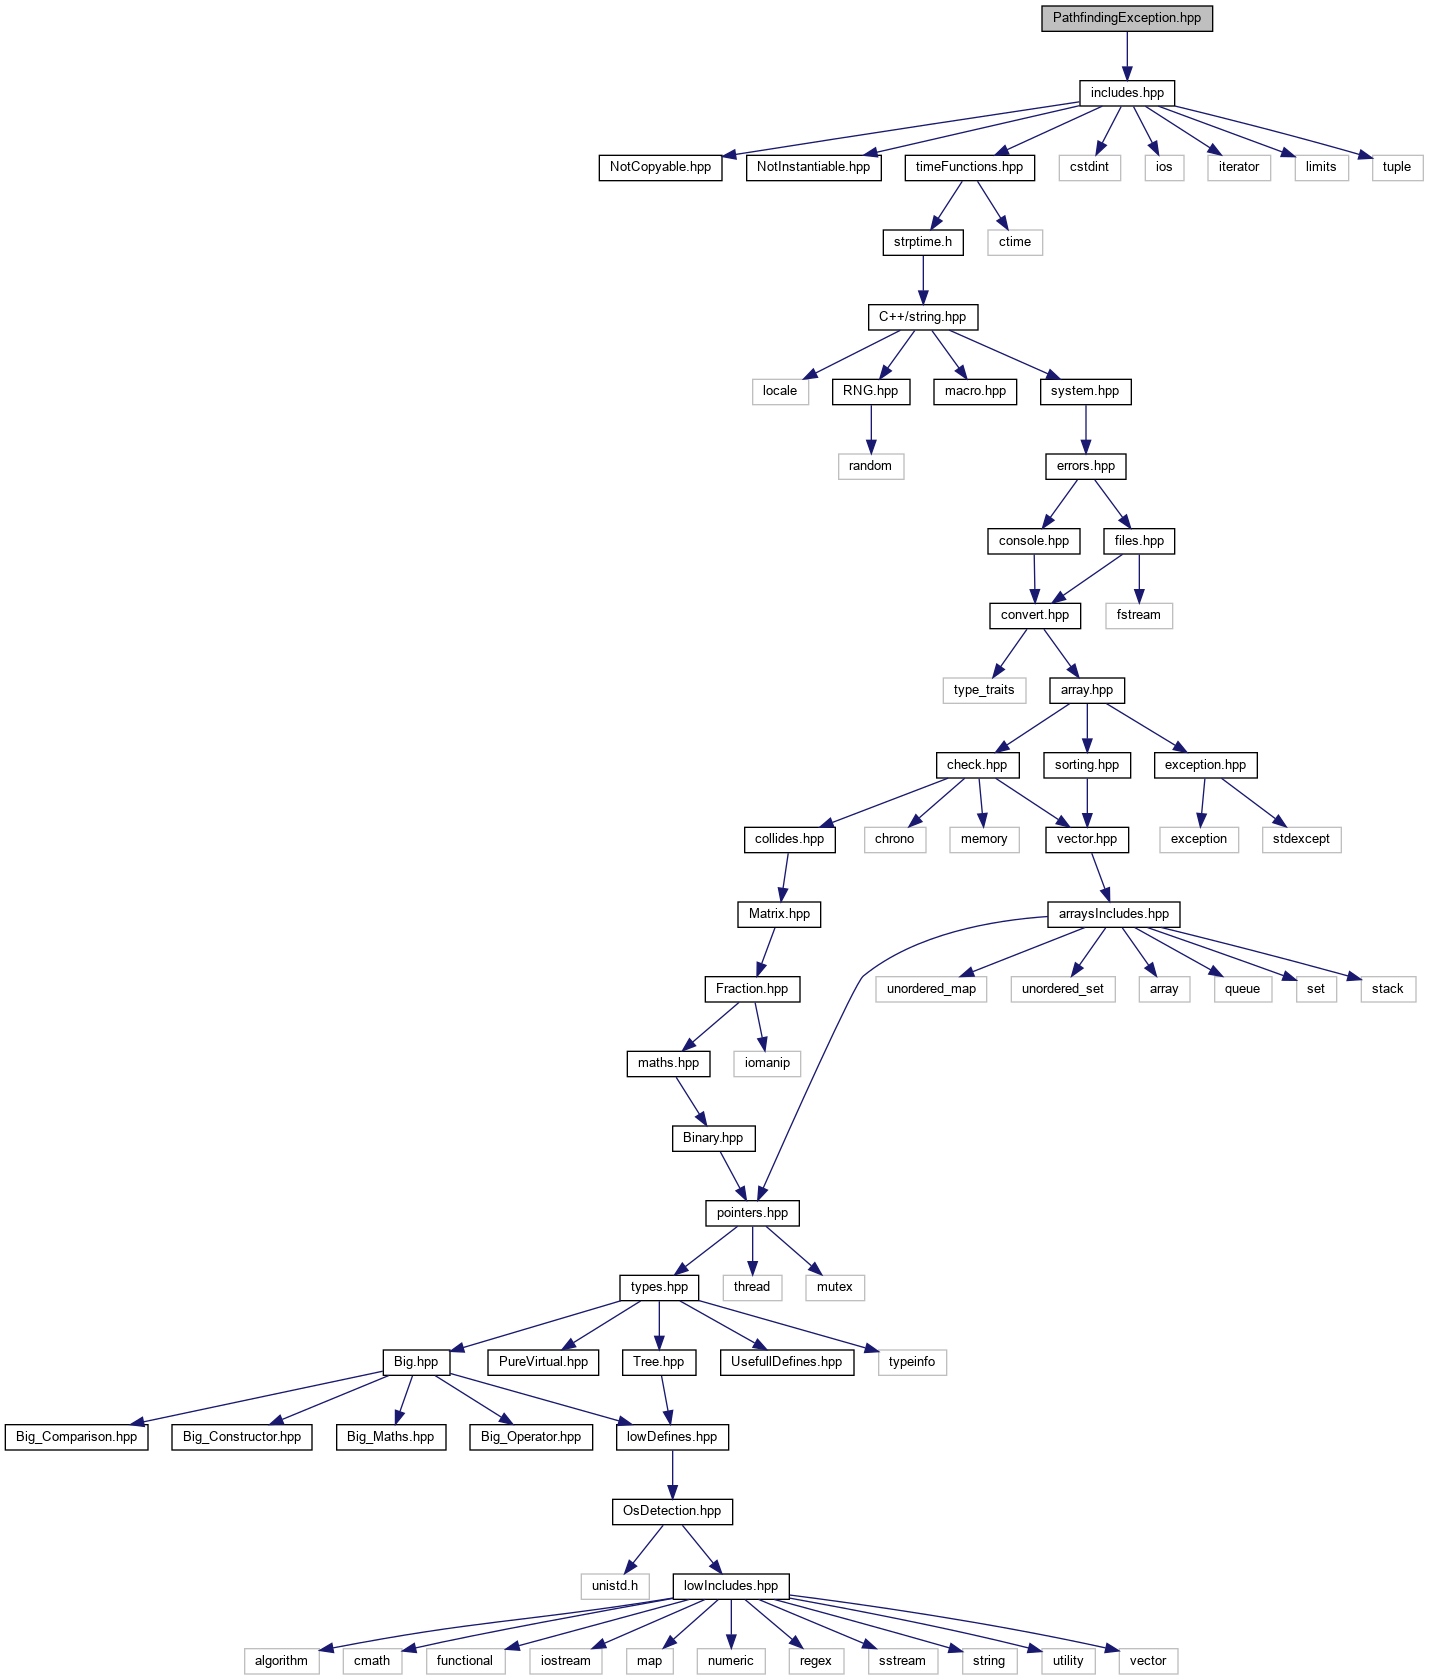 PathfindingException.hpp
includes.hpp
NotCopyable.hpp
NotInstantiable.hpp
timeFunctions.hpp
cstdint
ios
iterator
limits
tuple
strptime.h
ctime
C++/string.hpp
locale
RNG.hpp
macro.hpp
system.hpp
random
errors.hpp
console.hpp
files.hpp
convert.hpp
fstream
type_traits
array.hpp
check.hpp
sorting.hpp
exception.hpp
collides.hpp
chrono
memory
vector.hpp
exception
stdexcept
Matrix.hpp
arraysIncludes.hpp
Fraction.hpp
unordered_map
unordered_set
array
queue
set
stack
maths.hpp
iomanip
Binary.hpp
pointers.hpp
types.hpp
thread
mutex
Big.hpp
PureVirtual.hpp
Tree.hpp
UsefullDefines.hpp
typeinfo
Big_Comparison.hpp
Big_Constructor.hpp
Big_Maths.hpp
Big_Operator.hpp
lowDefines.hpp
OsDetection.hpp
unistd.h
lowIncludes.hpp
algorithm
cmath
functional
iostream
map
numeric
regex
sstream
string
utility
vector